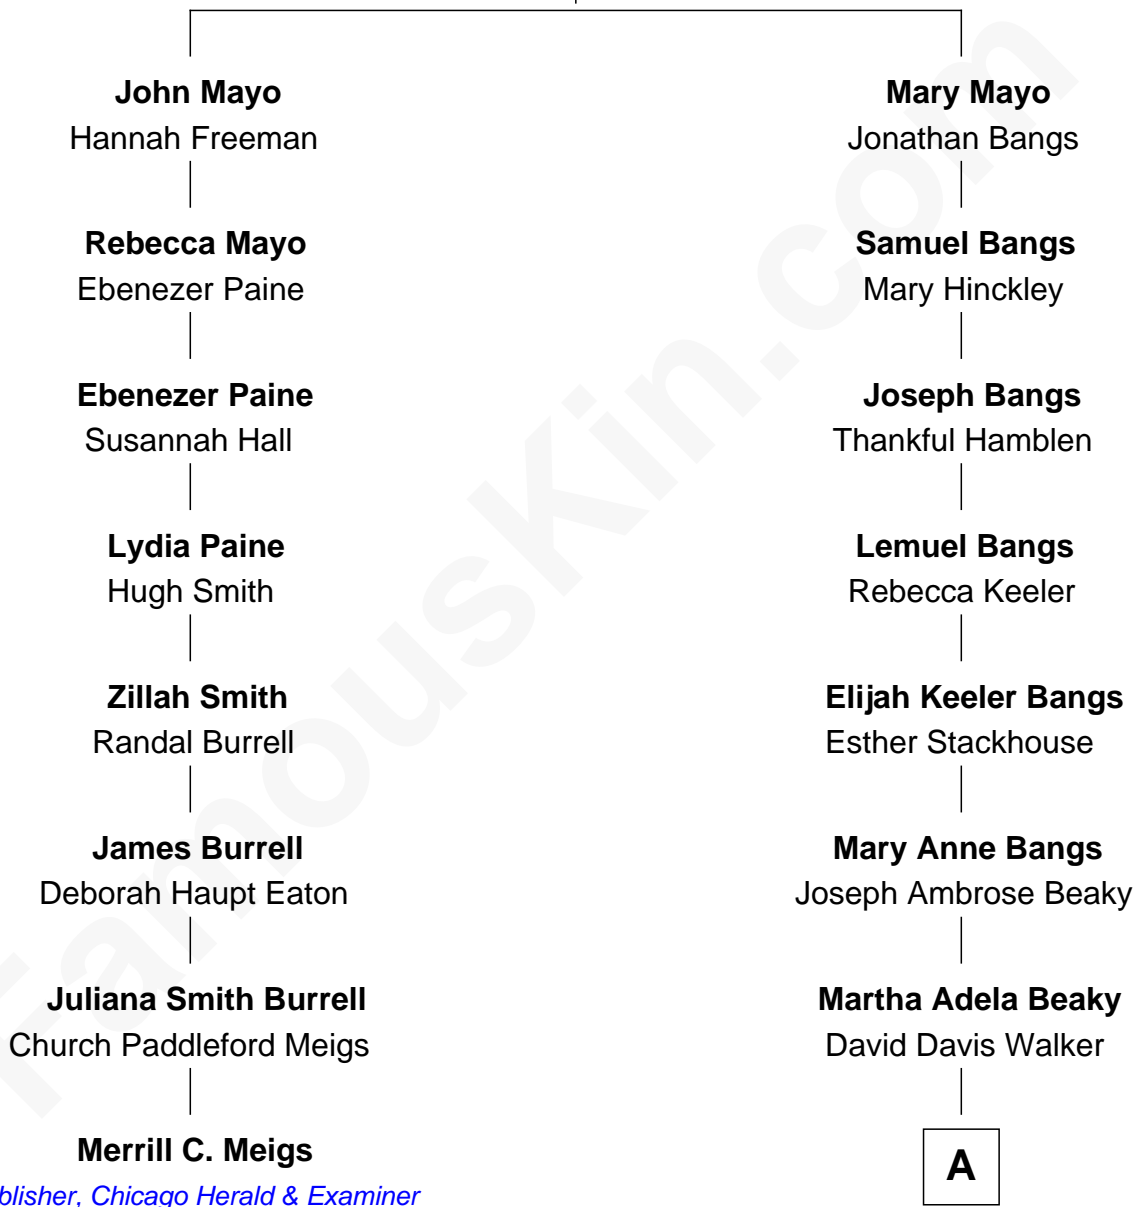 John Mayo
Hannah Freeman
Mary Mayo
Jonathan Bangs
Rebecca Mayo
Ebenezer Paine
Samuel Bangs
Mary Hinckley
Ebenezer Paine
Susannah Hall
Joseph Bangs
Thankful Hamblen
Lydia Paine
Hugh Smith
Lemuel Bangs
Rebecca Keeler
Zillah Smith
Randal Burrell
Elijah Keeler Bangs
Esther Stackhouse
James Burrell
Deborah Haupt Eaton
Mary Anne Bangs
Joseph Ambrose Beaky
Juliana Smith Burrell
Church Paddleford Meigs
Martha Adela Beaky
David Davis Walker
Merrill C. Meigs
blisher, Chicago Herald & Examiner
A
FamousKin.com